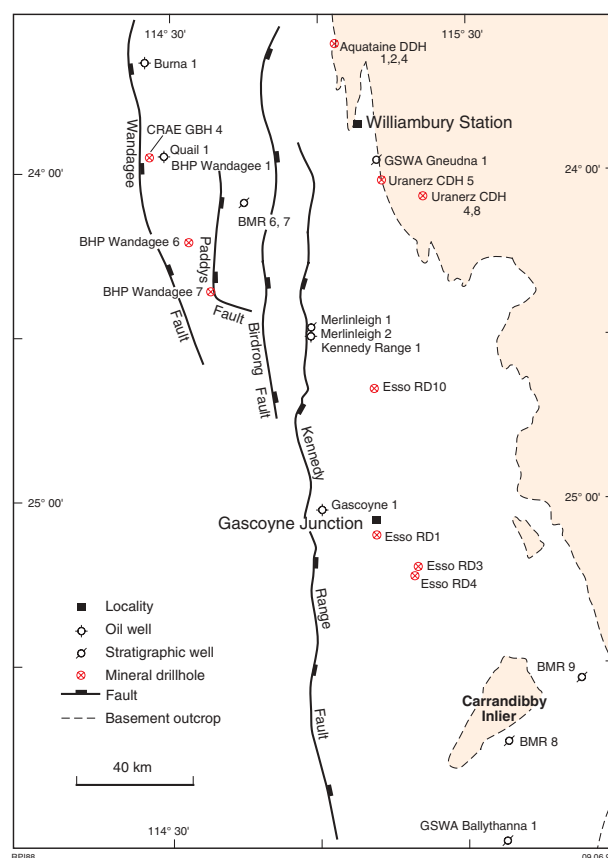 114° 30'
115° 30'
Aquataine DDH
1,2,4
Burna 1
Williambury Station
Wandagee
CRAE GBH 4
Quail 1
BHP Wandagee 1
GSWA Gneudna 1
24° 00'
24° 00'
Uranerz CDH 5
Uranerz CDH
4,8
BMR 6, 7
BHP Wandagee 6
Paddys
BHP Wandagee 7
Fault
Fault
Birdrong
Fault
Merlinleigh 1
Merlinleigh 2
Kennedy Range 1
Esso RD10
Kennedy
25° 00'
25° 00'
Gascoyne 1
Gascoyne Junction
Esso RD1
Esso RD3
Esso RD4
Range
Fault
Locality
Oil well
Stratigraphic well
Mineral drillhole
Fault
Basement outcrop
40 km
BMR 9
Carrandibby
Inlier
BMR 8
GSWA Ballythanna 1
114° 30'
115° 30'
RPI88